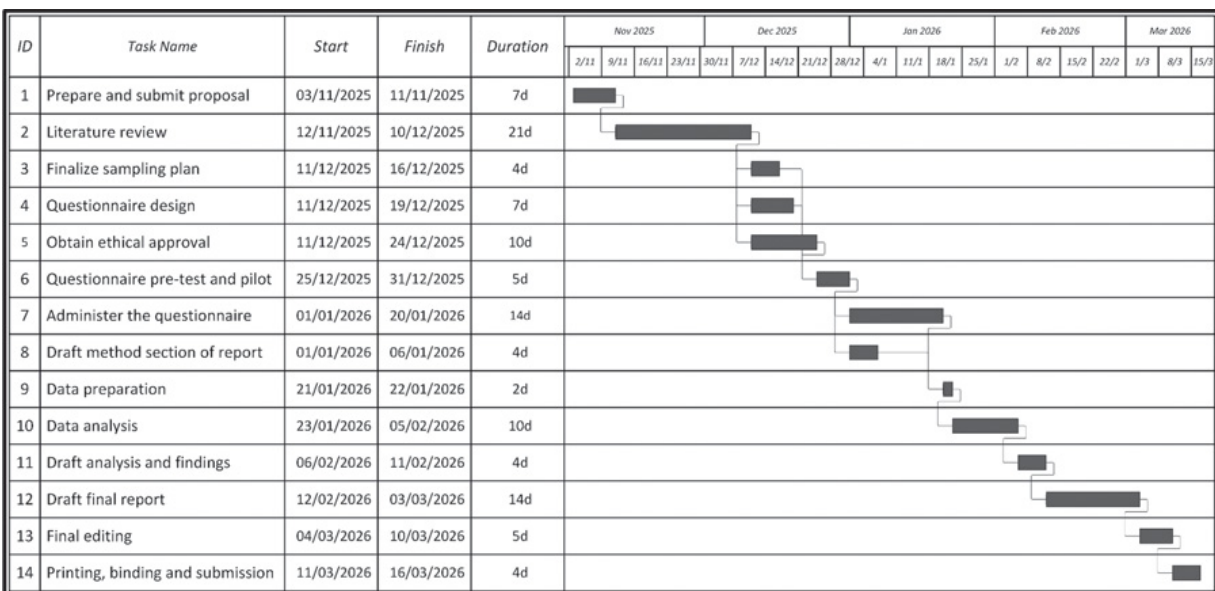 ID Task Name Start Finish Duration Nov 2025 Dec 2025 Jan 2026 Feb 2026 Mar 2026
2/11 9/11 16/11 23/11 30/11 7/12 14/12 21/12 28/12 4/1 11/1 18/1 25/1 1/2 8/2 15/2 22/2 1/3 8/3 15/3
1 Prepare and submit proposal 03/11/2025 11/11/2025 7d
2 Literature review 12/11/2025 10/12/2025 21d
3 Finalize sampling plan 11/12/2025 16/12/2025 4d
4 Questionnaire design 11/12/2025 19/12/2025 7d
5 Obtain ethical approval 11/12/2025 24/12/2025 10d
6 Questionnaire pre-test and pilot 25/12/2025 31/12/2025 5d
7 Administer the questionnaire 01/01/2026 20/01/2026 14d
8 Draft method section of report 01/01/2026 06/01/2026 4d
9 Data preparation 21/01/2026 22/01/2026 2d
10 Data analysis 23/01/2026 05/02/2026 10d
11 Draft analysis and findings 06/02/2026 11/02/2026 4d
12 Draft final report 12/02/2026 03/03/2026 14d
13 Final editing 04/03/2026 10/03/2026 5d
14 Printing, binding and submission 11/03/2026 16/03/2026 4d